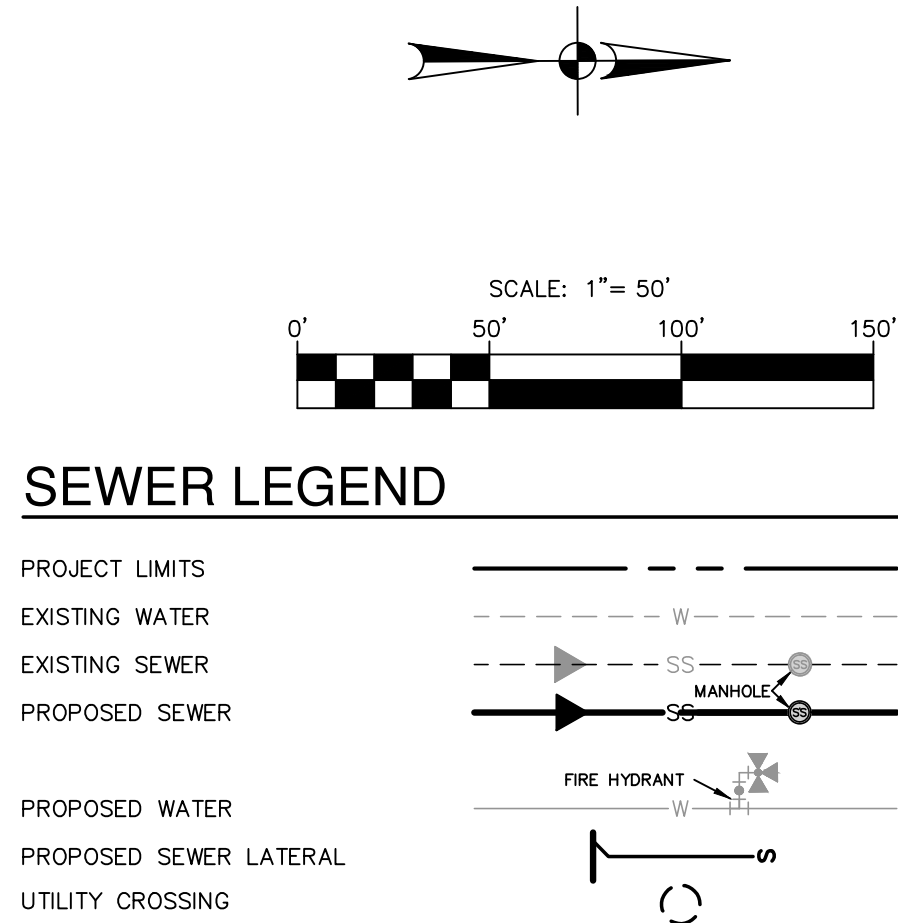 SCALE: 1"= 50'
0' 50' 100' 150'
SEWER LEGEND
PROJECT LIMITS
EXISTING WATER W
EXISTING SEWER SS SS
MANHOLE
PROPOSED SEWER SS SS
FIRE HYDRANT
PROPOSED WATER W
PROPOSED SEWER LATERAL S
UTILITY CROSSING